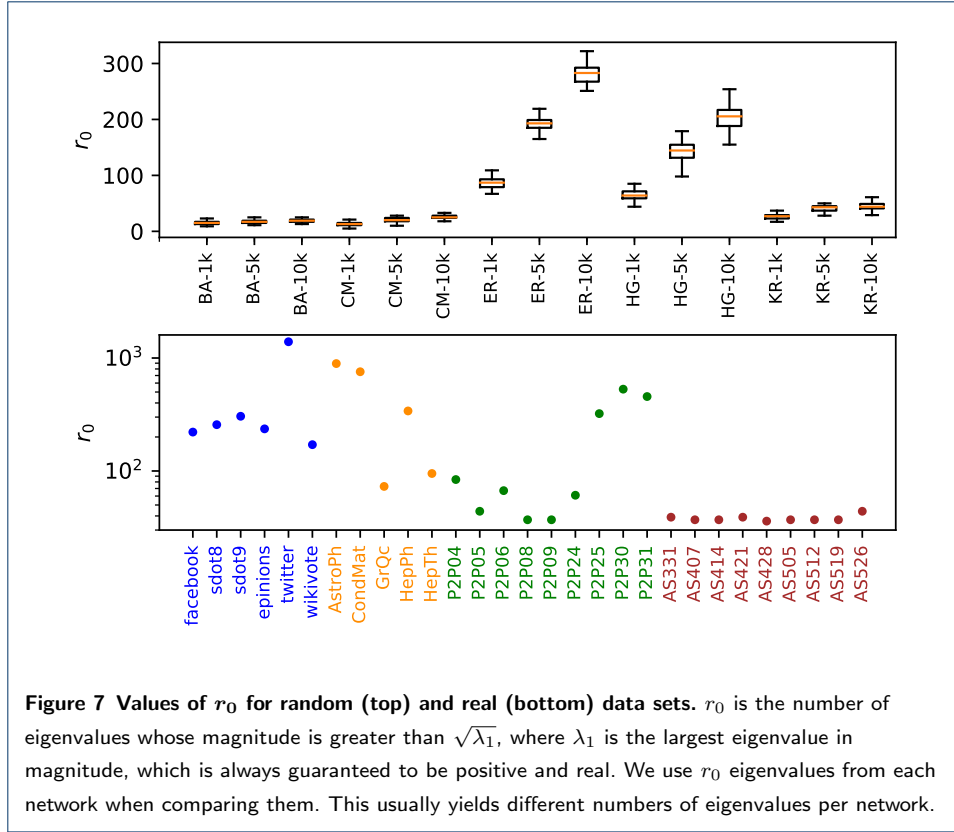 300
200
100
0
r₀
BA-1k
BA-5k
BA-10k
CM-1k
CM-5k
CM-10k
ER-1k
ER-5k
ER-10k
HG-1k
HG-5k
HG-10k
KR-1k
KR-5k
KR-10k
10³
10²
r₀
facebook
sdot8
sdot9
epinions
twitter
wikivote
AstroPh
CondMat
GrQc
HepPh
HepTh
P2P04
P2P05
P2P06
P2P08
P2P09
P2P24
P2P25
P2P30
P2P31
AS331
AS407
AS414
AS421
AS428
AS505
AS512
AS519
AS526
Figure 7 Values of r₀ for random (top) and real (bottom) data sets. r₀ is the number of
eigenvalues whose magnitude is greater than √λ₁, where λ₁ is the largest eigenvalue in
magnitude, which is always guaranteed to be positive and real. We use r₀ eigenvalues from each
network when comparing them. This usually yields different numbers of eigenvalues per network.